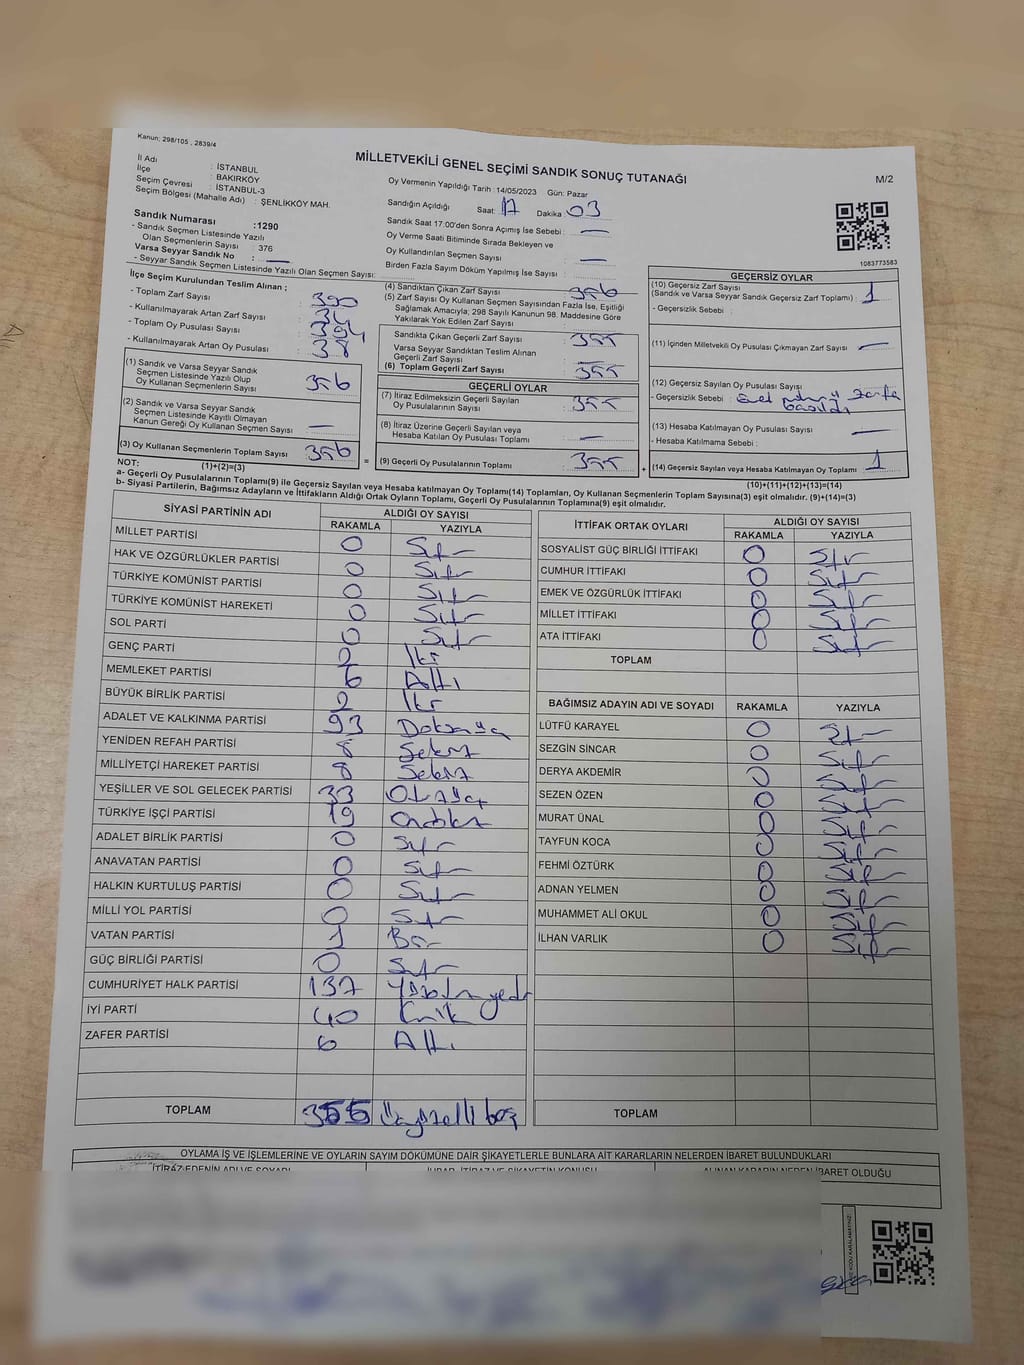 Kanun: 298/105 , 2839/4
MİLLETVEKİLİ GENEL SEÇİMİ SANDIK SONUÇ TUTANAĞI
M/2
İl Adı : İSTANBUL
İlçe : BAKIRKÖY
Seçim Çevresi : İSTANBUL-3
Seçim Bölgesi (Mahalle Adı) : ŞENLİKKÖY MAH.
Sandık Numarası :1290
- Sandık Seçmen Listesinde Yazılı
Olan Seçmenlerin Sayısı : 376
Varsa Seyyar Sandık No : —
- Seyyar Sandık Seçmen Listesinde Yazılı Olan Seçmen Sayısı:
Oy Vermenin Yapıldığı Tarih :14/05/2023 Gün: Pazar
Sandığın Açıldığı Saat: 17 Dakika: 03
Sandık Saat 17:00'den Sonra Açımış İse Sebebi : —
Oy Verme Saati Bitiminde Sırada Bekleyen ve
Oy Kullandırılan Seçmen Sayısı : —
Birden Fazla Sayım Döküm Yapılmış İse Sayısı :
1083773583
İlçe Seçim Kurulundan Teslim Alınan ;
- Toplam Zarf Sayısı : 390
- Kullanılmayarak Artan Zarf Sayısı : 34
- Toplam Oy Pusulası Sayısı : 394
- Kullanılmayarak Artan Oy Pusulası : 38
(1) Sandık ve Varsa Seyyar Sandık
Seçmen Listesinde Yazılı Olup
Oy Kullanan Seçmenlerin Sayısı : 356
(2) Sandık ve Varsa Seyyar Sandık
Seçmen Listesinde Kayıtlı Olmayan
Kanun Gereği Oy Kullanan Seçmen Sayısı : —
(3) Oy Kullanan Seçmenlerin Toplam Sayısı : 356
(1)+(2)=(3)
(4) Sandıktan Çıkan Zarf Sayısı : 356
(5) Zarf Sayısı Oy Kullanan Seçmen Sayısından Fazla İse, Eşitliği
Sağlamak Amacıyla; 298 Sayılı Kanunun 98. Maddesine Göre
Yakılarak Yok Edilen Zarf Sayısı :
Sandıkta Çıkan Geçerli Zarf Sayısı : 355
Varsa Seyyar Sandıktan Teslim Alınan
Geçerli Zarf Sayısı :
(6) Toplam Geçerli Zarf Sayısı : 355
GEÇERLİ OYLAR
(7) İtiraz Edilmeksizin Geçerli Sayılan
Oy Pusulalarının Sayısı : 355
(8) İtiraz Üzerine Geçerli Sayılan ve
Hesaba Katılan Oy Pusulası Toplamı : —
= (9) Geçerli Oy Pusulalarının Toplamı : 355
GEÇERSİZ OYLAR
(10) Geçersiz Zarf Sayısı
(Sandık ve Varsa Seyyar Sandık Geçersiz Zarf Toplamı) : 1
- Geçersizlik Sebebi :
(11) İçinden Milletvekili Oy Pusulası Çıkmayan Zarf Sayısı : —
(12) Geçersiz Sayılan Oy Pusulası Sayısı
- Geçersizlik Sebebi : Evet mührü zarfa
basıldı
(13) Hesaba Katılmayan Oy Pusulası Sayısı : —
- Hesaba Katılmama Sebebi :
+ (14) Geçersiz Sayılan veya Hesaba Katılmayan Oy Toplamı : 1
(10)+(11)+(12)+(13)=(14)
NOT:
a- Geçerli Oy Pusulalarının Toplamı(9) ile Geçersiz Sayılan veya Hesaba Katılmayan Oy Toplamı(14) Toplamları, Oy Kullanan Seçmenlerin Toplam Sayısına(3) eşit olmalıdır. (9)+(14)=(3)
b- Siyasi Partilerin, Bağımsız Adayların ve İttifakların Aldığı Ortak Oyların Toplamı, Geçerli Oy Pusulalarının Toplamına(9) eşit olmalıdır.
SİYASİ PARTİNİN ADI ALDIĞI OY SAYISI
RAKAMLA YAZIYLA
MİLLET PARTİSİ 0 Sıfır
HAK VE ÖZGÜRLÜKLER PARTİSİ 0 Sıfır
TÜRKİYE KOMÜNİST PARTİSİ 0 Sıfır
TÜRKİYE KOMÜNİST HAREKETİ 0 Sıfır
SOL PARTİ 0 Sıfır
GENÇ PARTİ 2 İki
MEMLEKET PARTİSİ 6 Altı
BÜYÜK BİRLİK PARTİSİ 2 İki
ADALET VE KALKINMA PARTİSİ 93 Doksanüç
YENİDEN REFAH PARTİSİ 8 Sekiz
MİLLİYETÇİ HAREKET PARTİSİ 8 Sekiz
YEŞİLLER VE SOL GELECEK PARTİSİ 33 Otuzüç
TÜRKİYE İŞÇİ PARTİSİ 19 Ondokuz
ADALET BİRLİK PARTİSİ 0 Sıfır
ANAVATAN PARTİSİ 0 Sıfır
HALKIN KURTULUŞ PARTİSİ 0 Sıfır
MİLLİ YOL PARTİSİ 0 Sıfır
VATAN PARTİSİ 1 Bir
GÜÇ BİRLİĞİ PARTİSİ 0 Sıfır
CUMHURİYET HALK PARTİSİ 137 Yüzotuzyedi
İYİ PARTİ 40 Kırk
ZAFER PARTİSİ 6 Altı
TOPLAM 355 Üçyüzelli beş
İTTİFAK ORTAK OYLARI ALDIĞI OY SAYISI
RAKAMLA YAZIYLA
SOSYALİST GÜÇ BİRLİĞİ İTTİFAKI 0 Sıfır
CUMHUR İTTİFAKI 0 Sıfır
EMEK VE ÖZGÜRLÜK İTTİFAKI 0 Sıfır
MİLLET İTTİFAKI 0 Sıfır
ATA İTTİFAKI 0 Sıfır
TOPLAM
BAĞIMSIZ ADAYIN ADI VE SOYADI RAKAMLA YAZIYLA
LÜTFÜ KARAYEL 0 Sıfır
SEZGİN SİNCAR 0 Sıfır
DERYA AKDEMİR 0 Sıfır
SEZEN ÖZEN 0 Sıfır
MURAT ÜNAL 0 Sıfır
TAYFUN KOCA 0 Sıfır
FEHMİ ÖZTÜRK 0 Sıfır
ADNAN YELMEN 0 Sıfır
MUHAMMET ALİ OKUL 0 Sıfır
İLHAN VARLIK 0 Sıfır
TOPLAM
OYLAMA İŞ VE İŞLEMLERİNE VE OYLARIN SAYIM DÖKÜMÜNE DAİR ŞİKAYETLERLE BUNLARA AİT KARARLARIN NELERDEN İBARET BULUNDUKLARI
İTİRAZ EDENİN ADI VE SOYADI İHBAR, İTİRAZ VE ŞİKAYETİN KONUSU ALINAN KARARIN NEDEN İBARET OLDUĞU